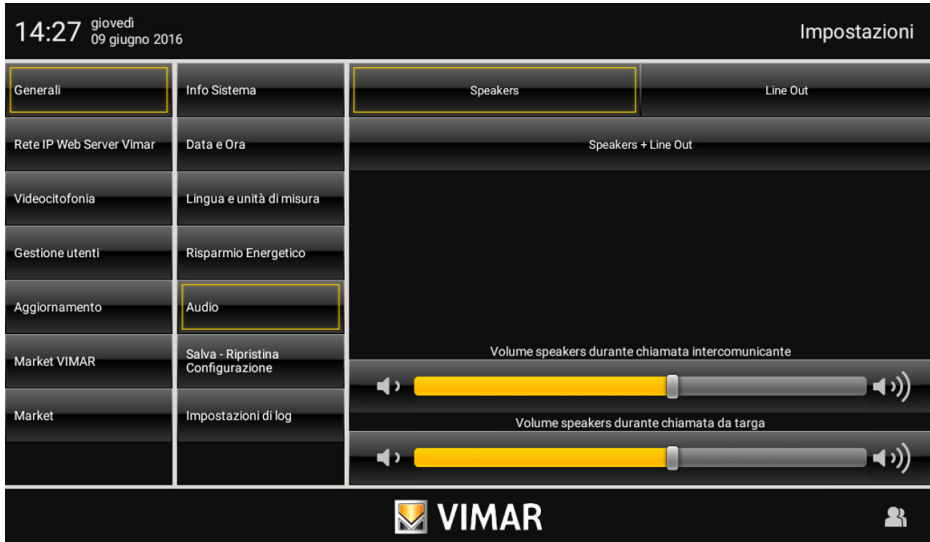 14:27
giovedì
09 giugno 2016
Impostazioni
Generali
Rete IP Web Server Vimar
Videocitofonia
Gestione utenti
Aggiornamento
Market VIMAR
Market
Info Sistema
Data e Ora
Lingua e unità di misura
Risparmio Energetico
Audio
Salva - Ripristina
Configurazione
Impostazioni di log
Speakers
Line Out
Speakers + Line Out
Volume speakers durante chiamata intercomunicante
Volume speakers durante chiamata da targa
VIMAR